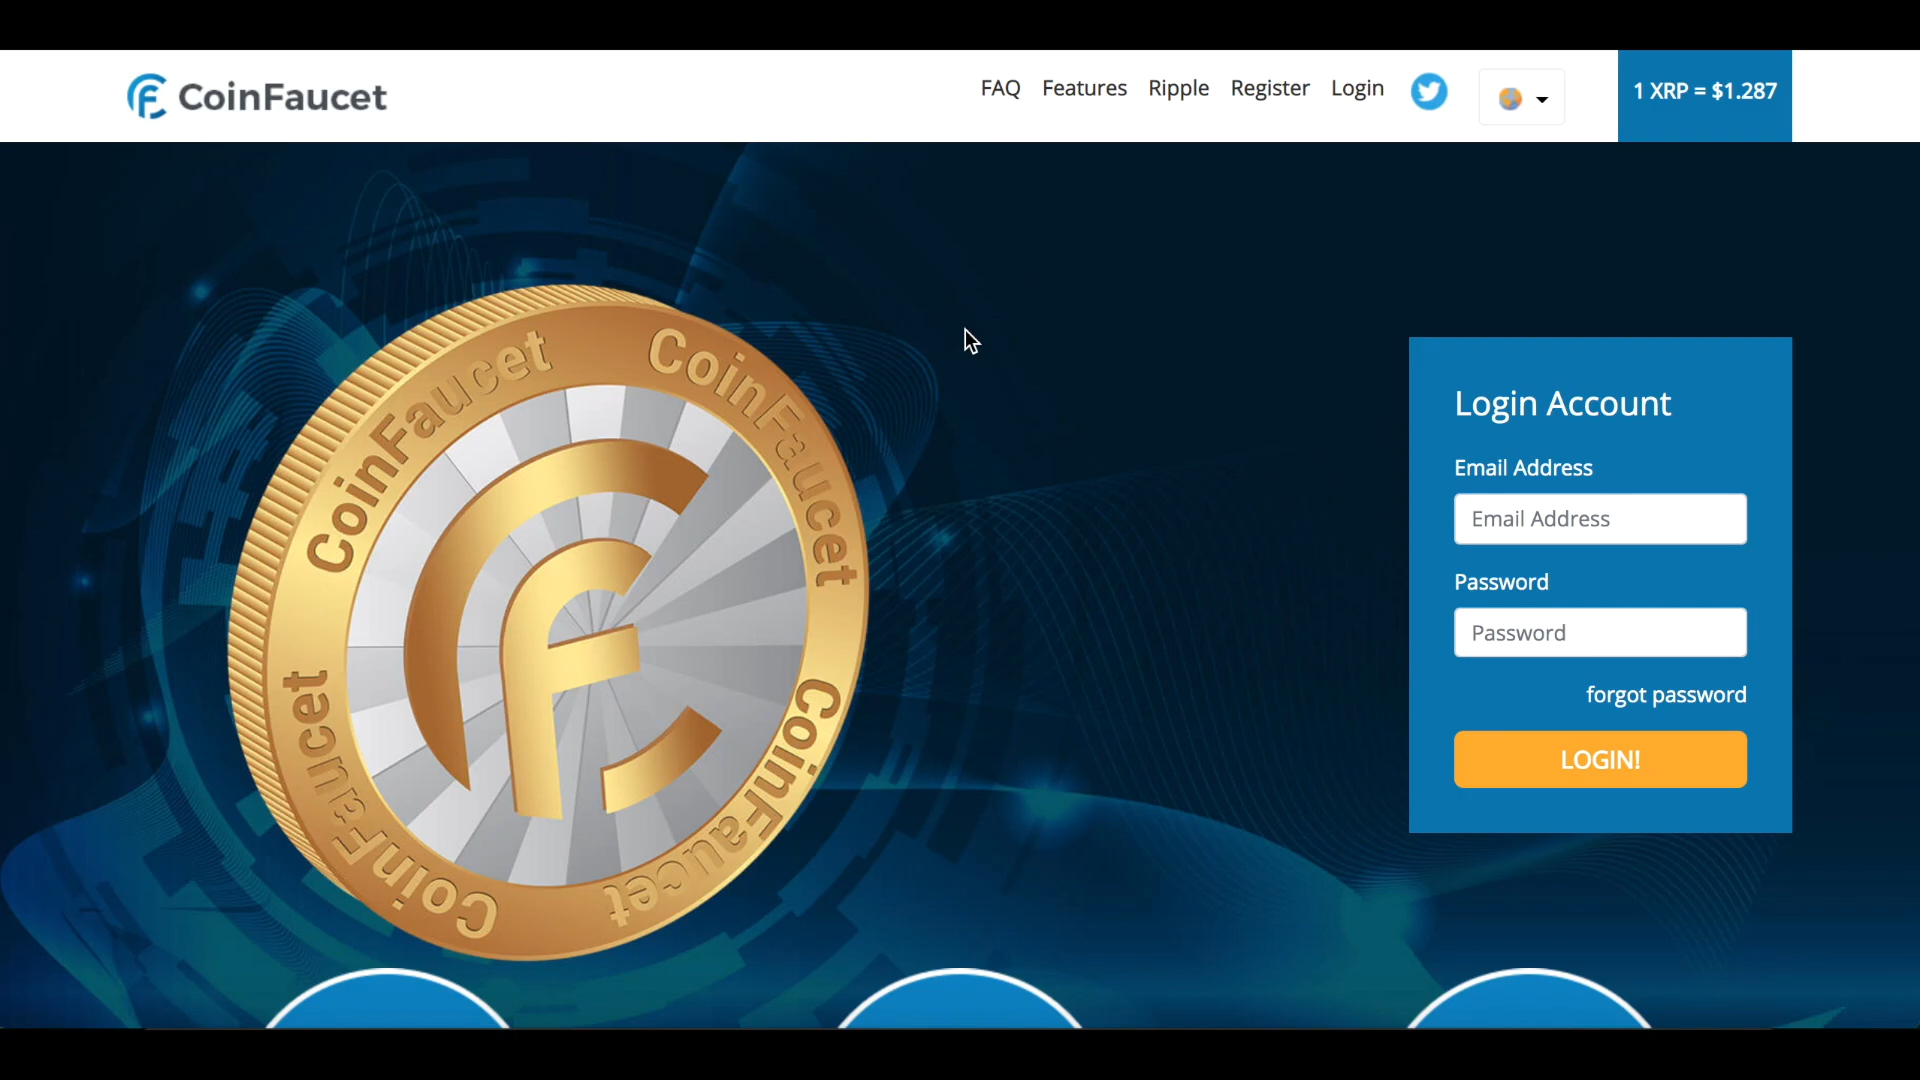 CoinFaucet
FAQ Features Ripple Register Login
1 XRP = $1.287
CoinFaucet CoinFaucet
CoinFaucet CoinFaucet
Login Account
Email Address
Email Address
Password
Password
forgot password
LOGIN!